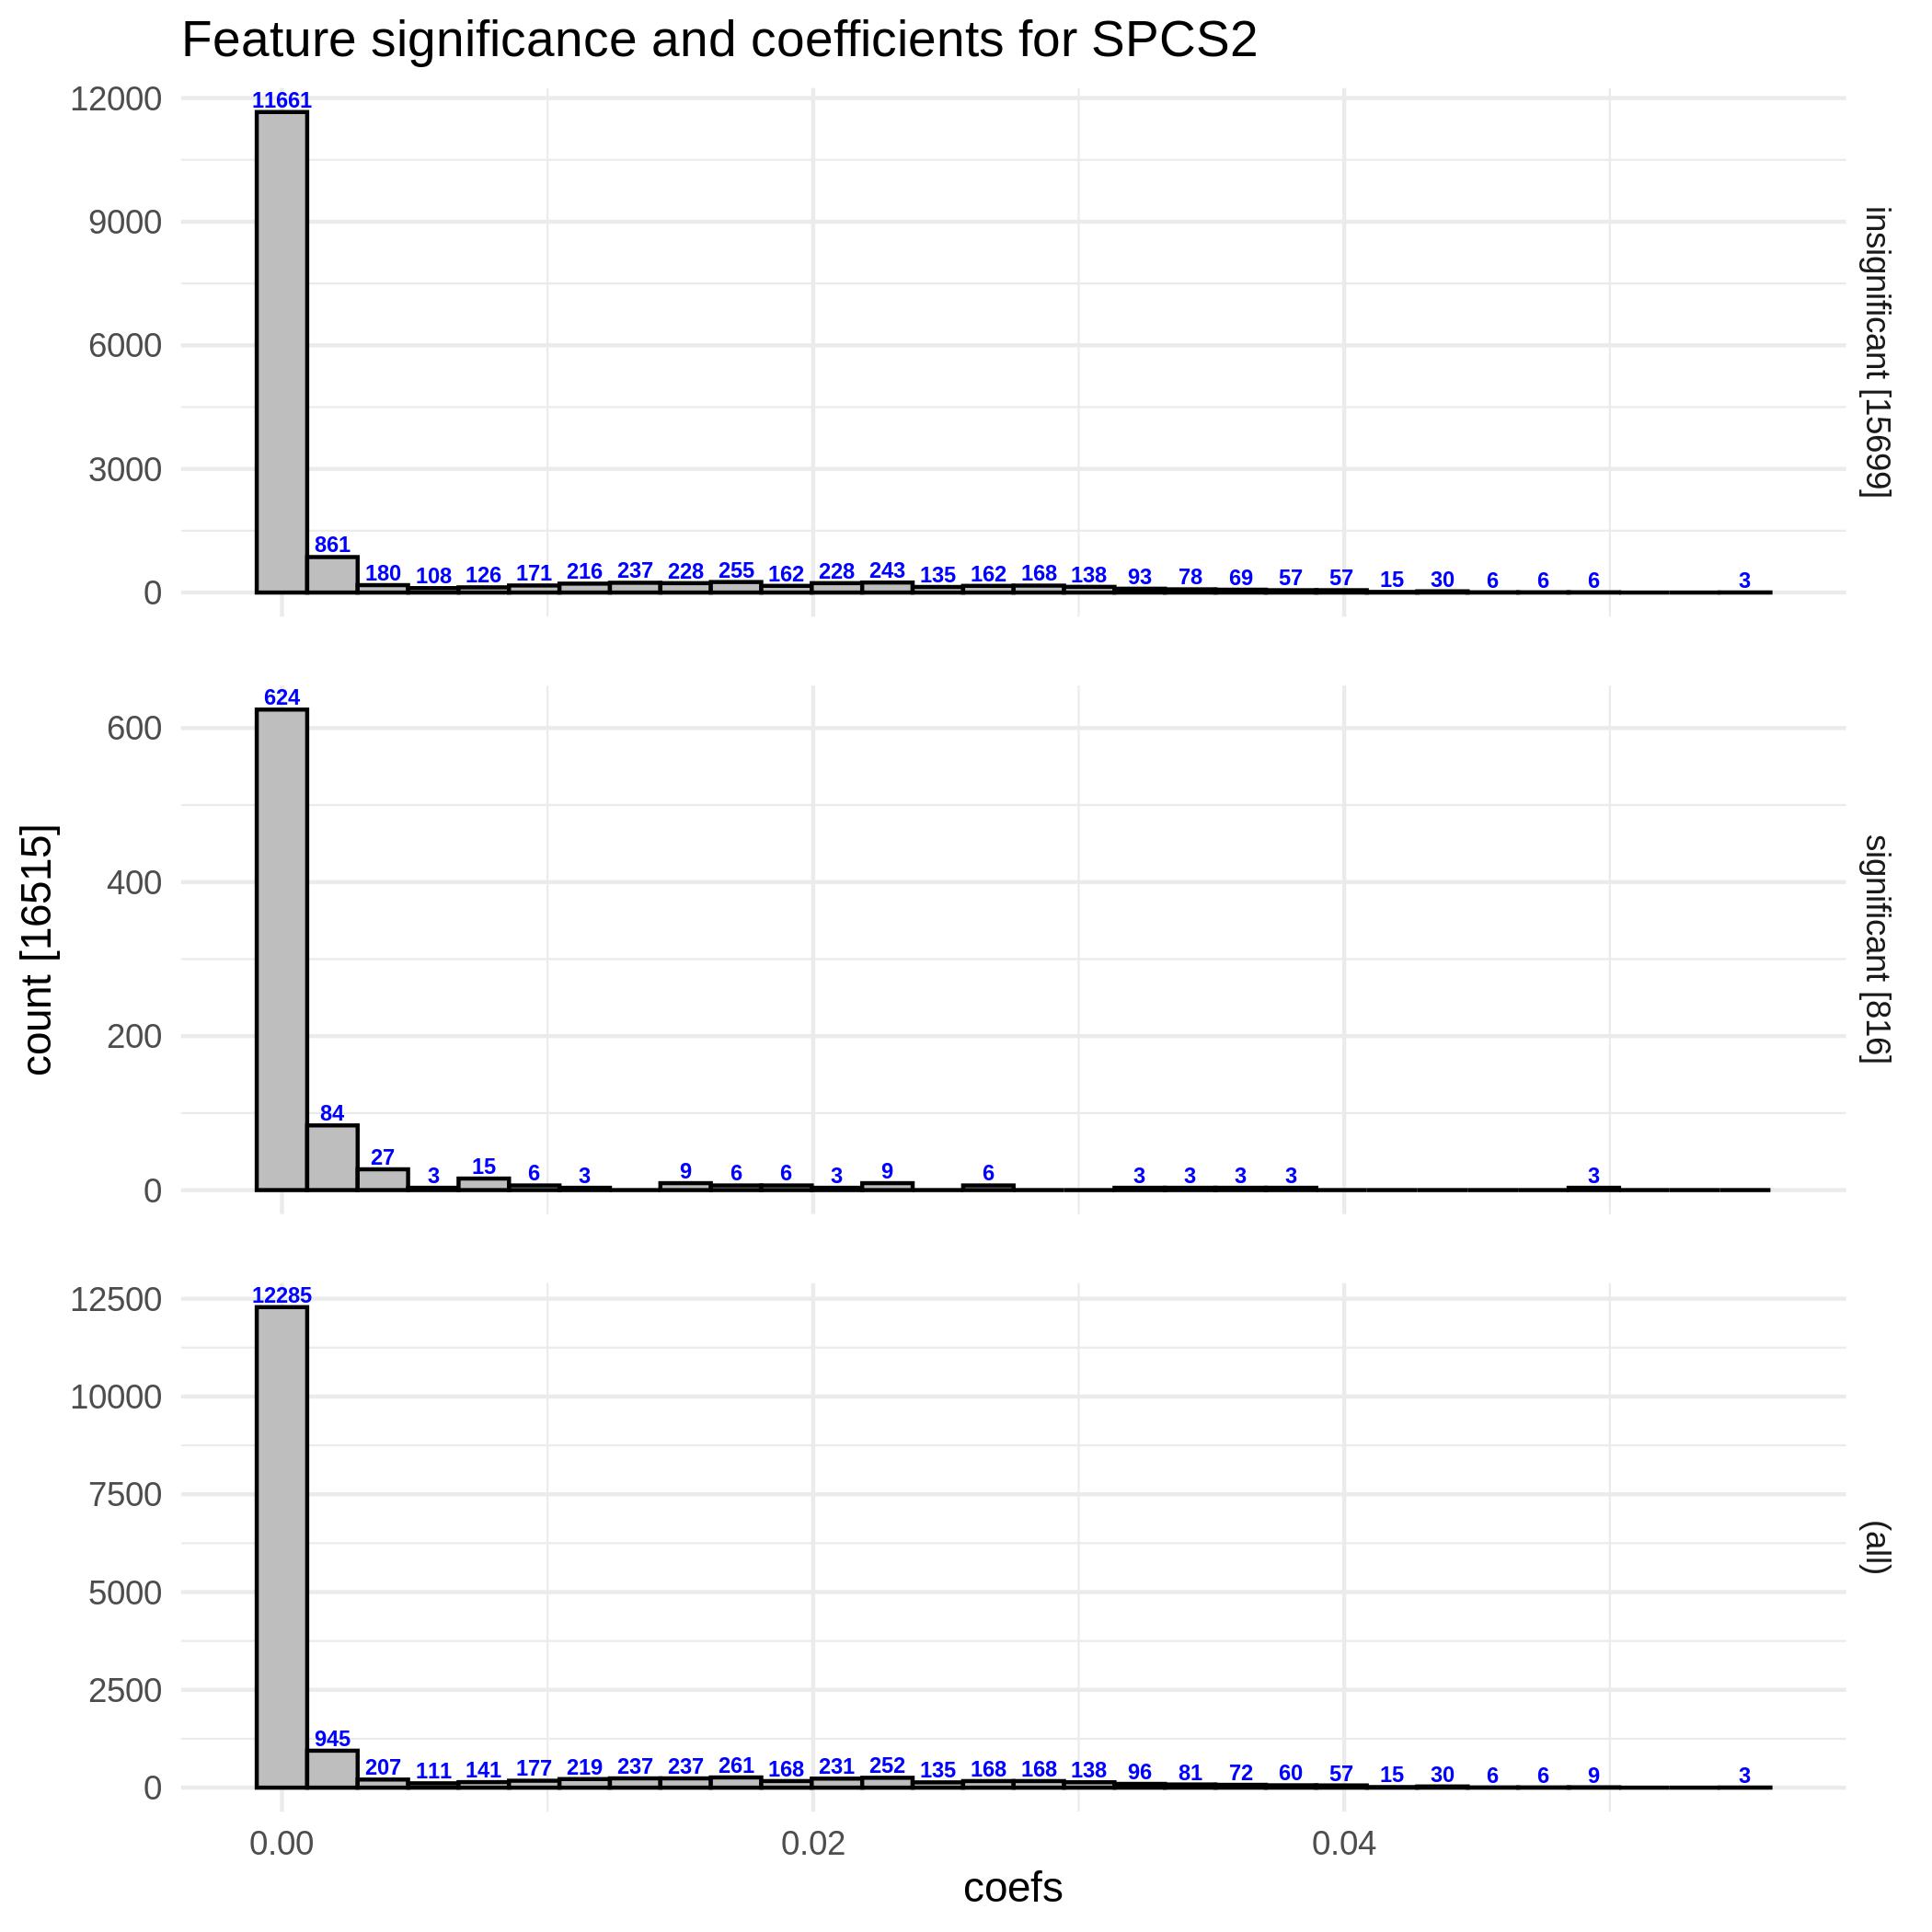 Feature significance and coefficients for SPCS2
12000
9000
6000
3000
0
11661
861
180 108 126 171 216 237 228 255 162 228 243 135 162 168 138 93 78 69 57 57 15 30 6 6 6 3
insignificant [15699]
count [16515]
600
400
200
0
624
84
27 3 15 6 3 9 6 6 3 9 6 3 3 3 3 3
significant [816]
12500
10000
7500
5000
2500
0
12285
945
207 111 141 177 219 237 237 261 168 231 252 135 168 168 138 96 81 72 60 57 15 30 6 6 9 3
(all)
0.00 0.02 0.04
coefs